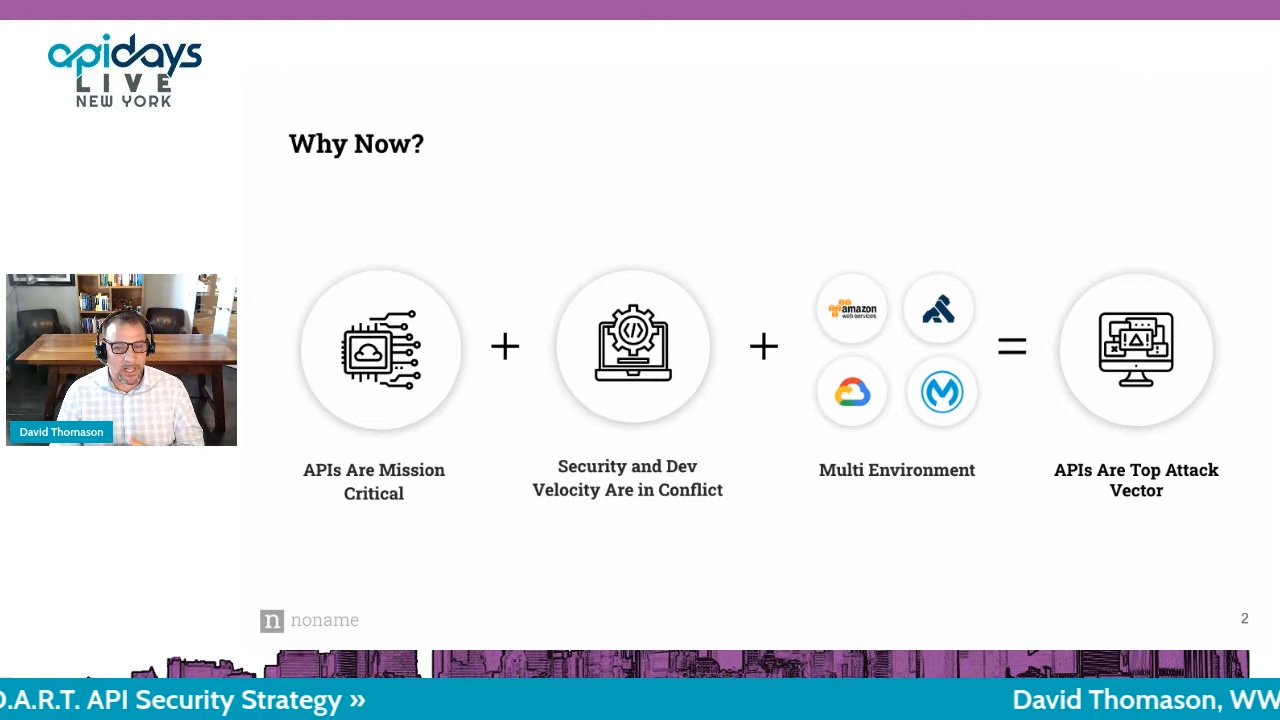 apidays
LIVE
NEW YORK
Why Now?
amazon
web services
APIs Are Mission
Critical
Security and Dev
Velocity Are in Conflict
Multi Environment
APIs Are Top Attack
Vector
David Thomason
n noname
2
D.A.R.T. API Security Strategy »
David Thomason, WW